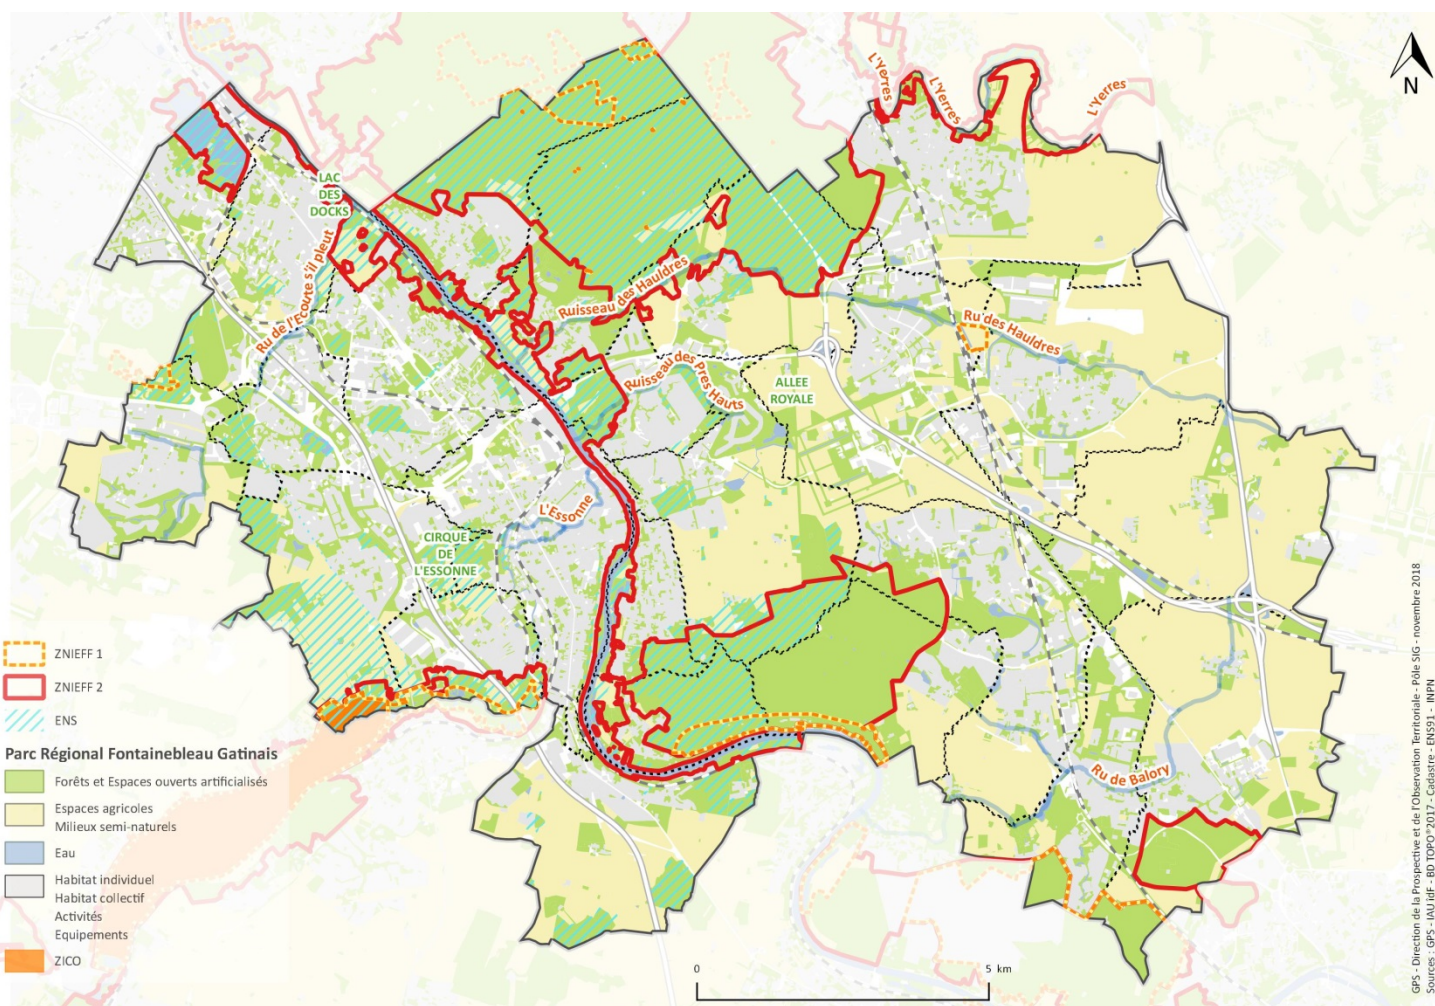 L'Yerres
L'Yerres
L'Yerres
N
LAC
DES
DOCKS
Ru de l'Ecoute s'il pleut
Ruisseau des Hauldres
Ru des Hauldres
Ruisseau des Pres Hauts
ALLEE
ROYALE
L'Essonne
CIRQUE
DE
L'ESSONNE
Ru de Balory
ZNIEFF 1
ZNIEFF 2
ENS
Parc Régional Fontainebleau Gatinais
Forêts et Espaces ouverts artificialisés
Espaces agricoles
Milieux semi-naturels
Eau
Habitat individuel
Habitat collectif
Activités
Equipements
ZICO
0 5 km
GPS - Direction de la Prospective et de l'Observation Territoriale - Pôle SIG - novembre 2018
Sources : GPS - IAU idF - BD TOPO®2017 - Cadastre - ENS91 - INPN